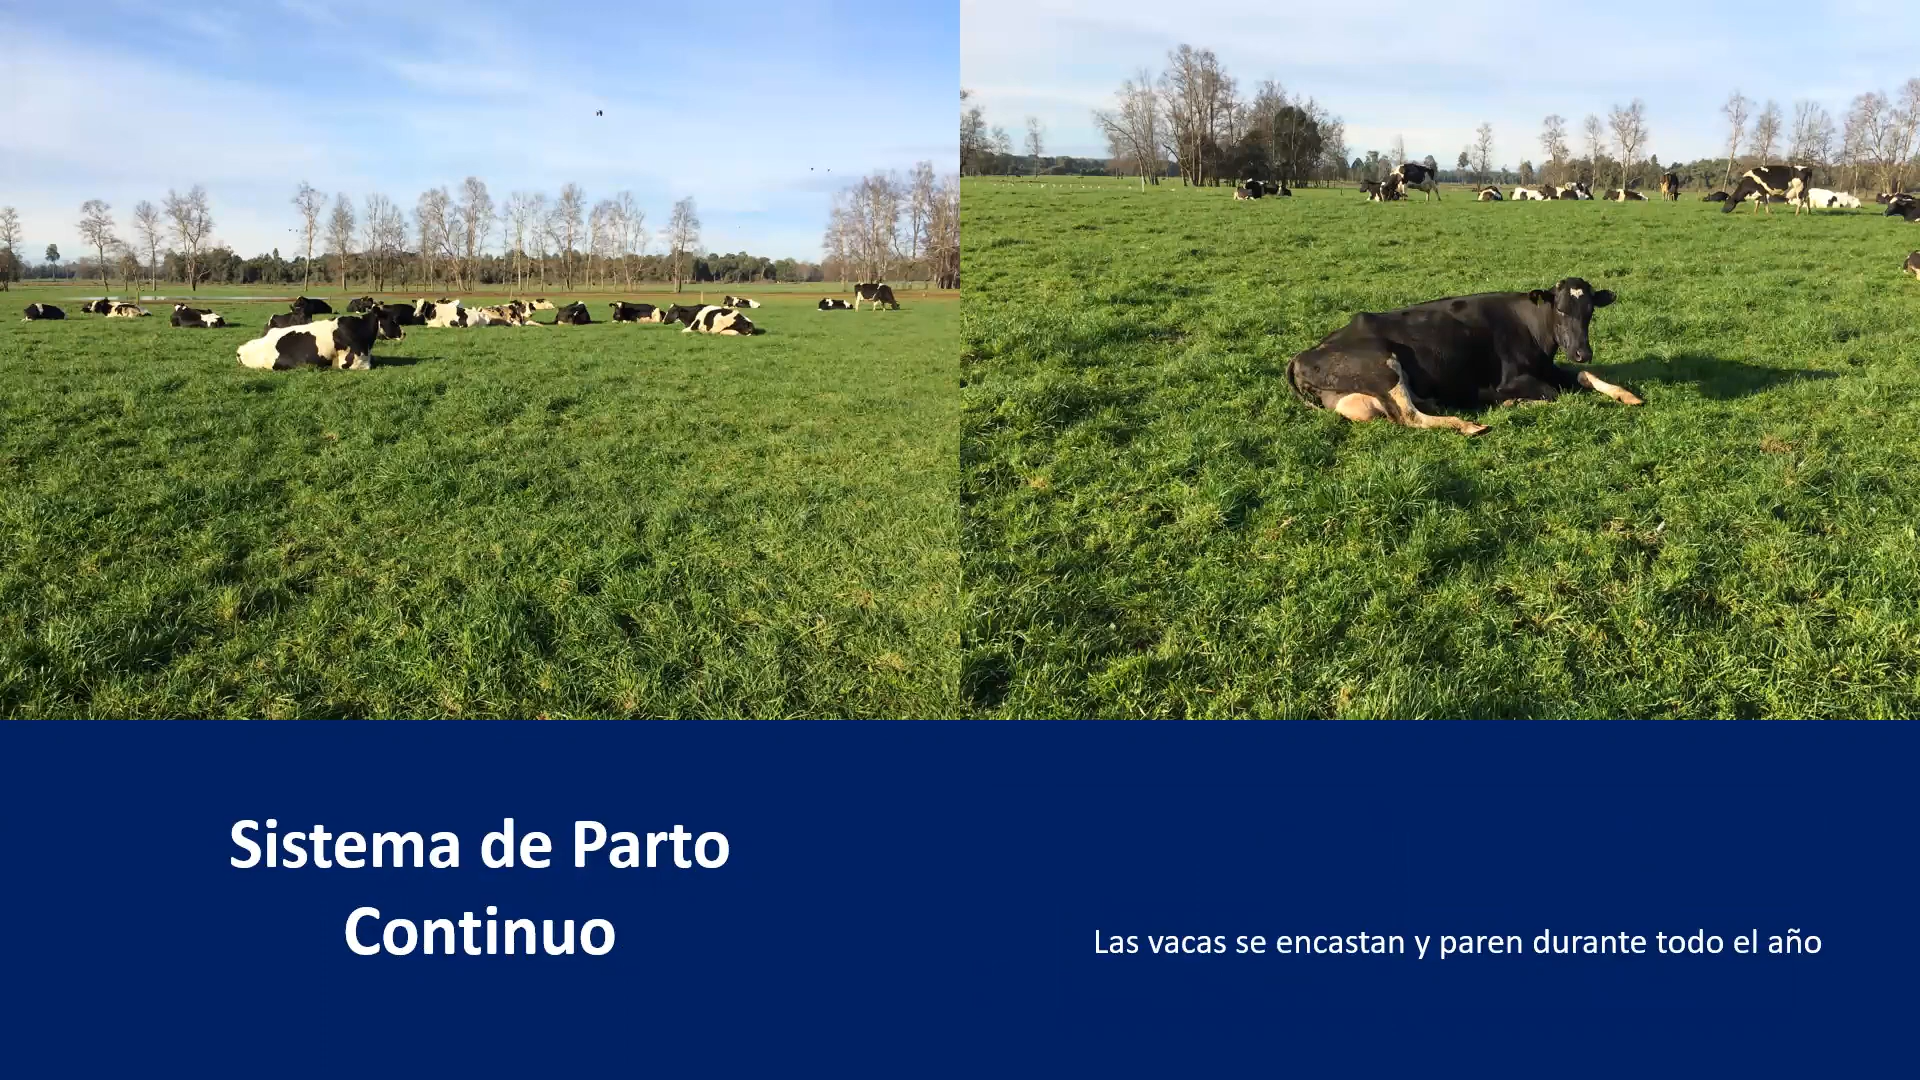 Sistema de Parto
Continuo
Las vacas se encastan y paren durante todo el año